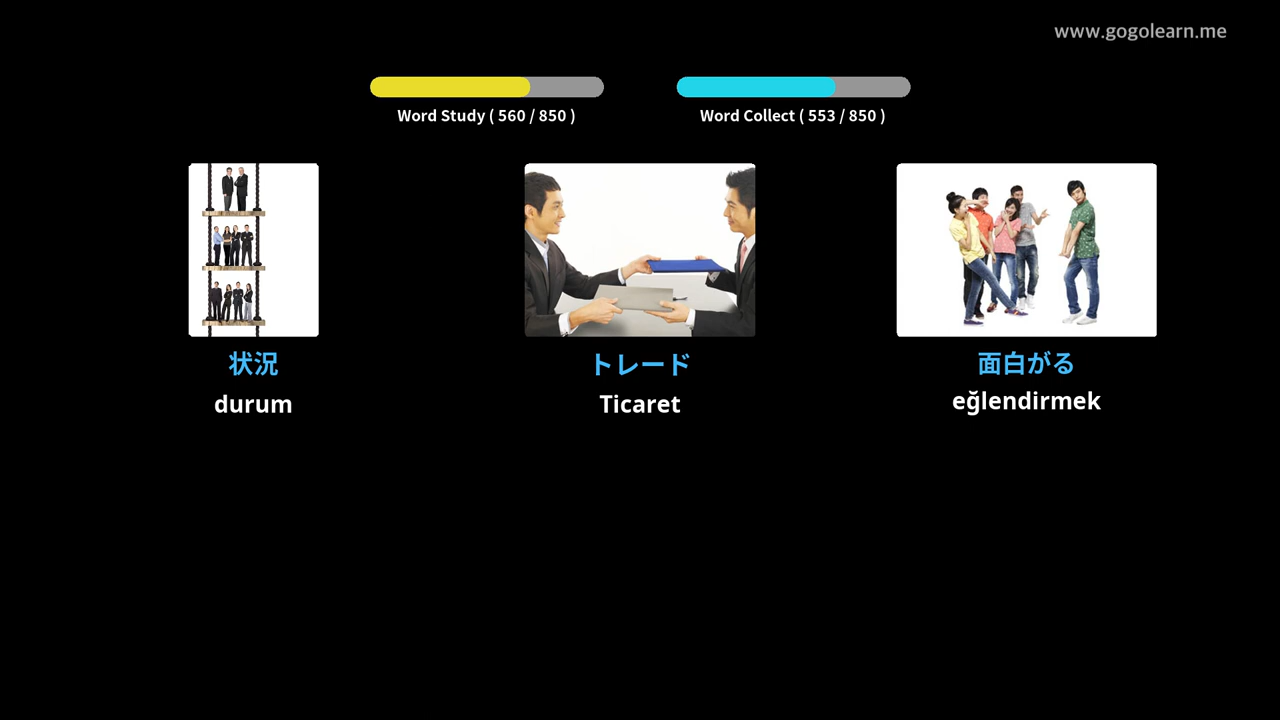 www.gogolearn.me
Word Study ( 560 / 850 )
Word Collect ( 553 / 850 )
状況
durum
トレード
Ticaret
面白がる
eğlendirmek